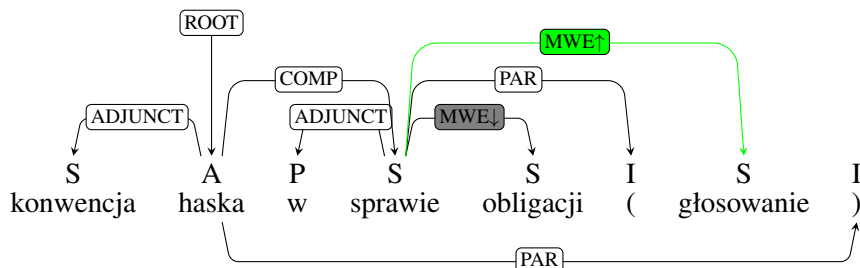 ROOT
MWE↑
COMP PAR
ADJUNCT ADJUNCT MWE↓
S A P S S I S I
konwencja haska w sprawie obligacji ( głosowanie )
PAR